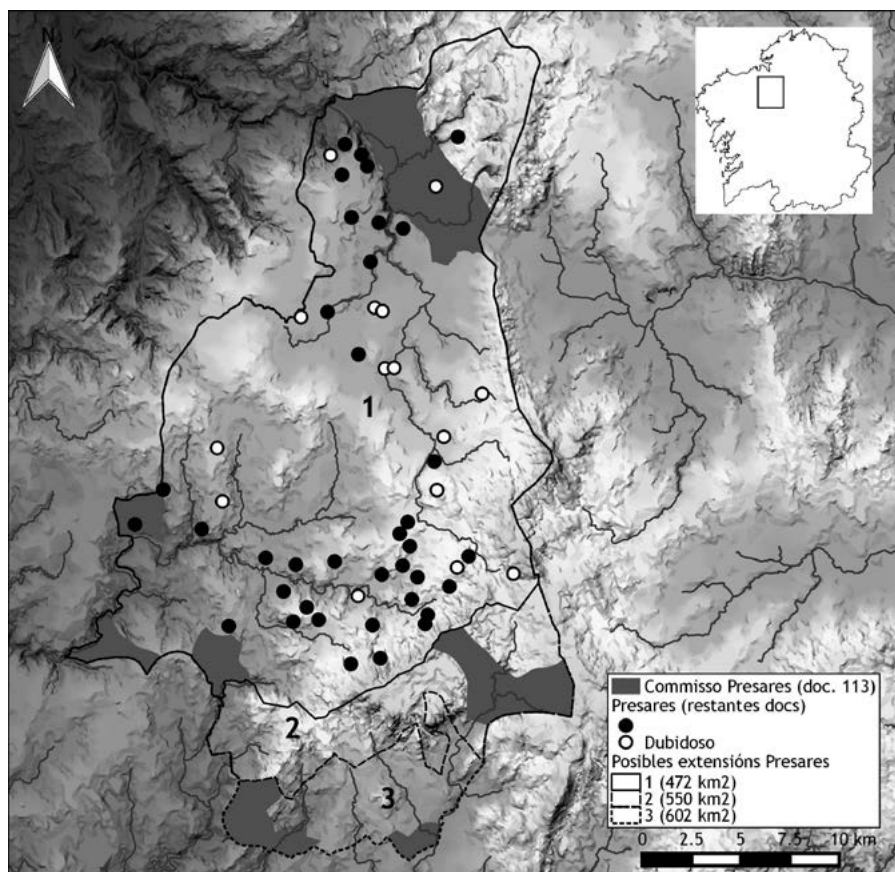 N
1
2
3
Commisso Presares (doc. 113)
Presares (restantes docs)
Dubidoso
Posibles extensións Presares
1 (472 km2)
2 (550 km2)
3 (602 km2)
0 2.5 5 7.5 10 km